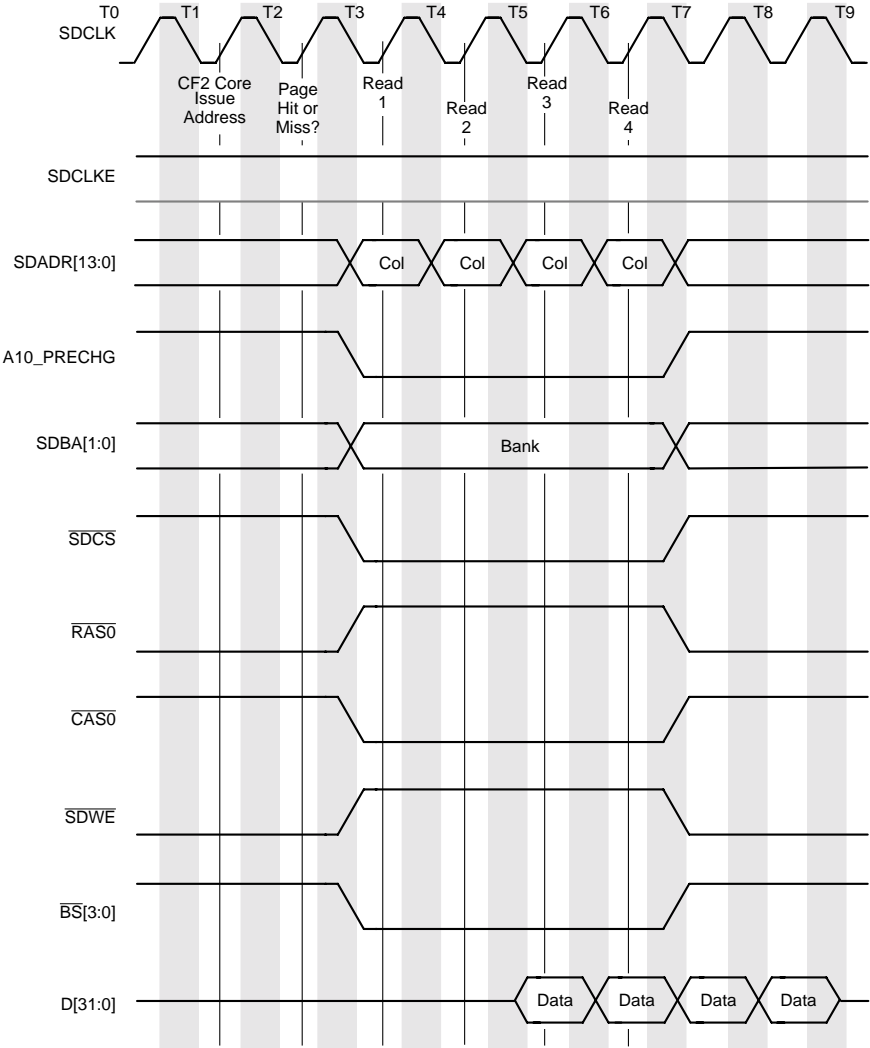 T0 T1 T2 T3 T4 T5 T6 T7 T8 T9
SDCLK
CF2 Core
Issue
Address
Page
Hit or
Miss?
Read
1
Read
2
Read
3
Read
4
SDCLKE
SDADR[13:0] Col Col Col Col
A10_PRECHG
SDBA[1:0] Bank
SDCS
RAS0
CAS0
SDWE
BS[3:0]
D[31:0] Data Data Data Data